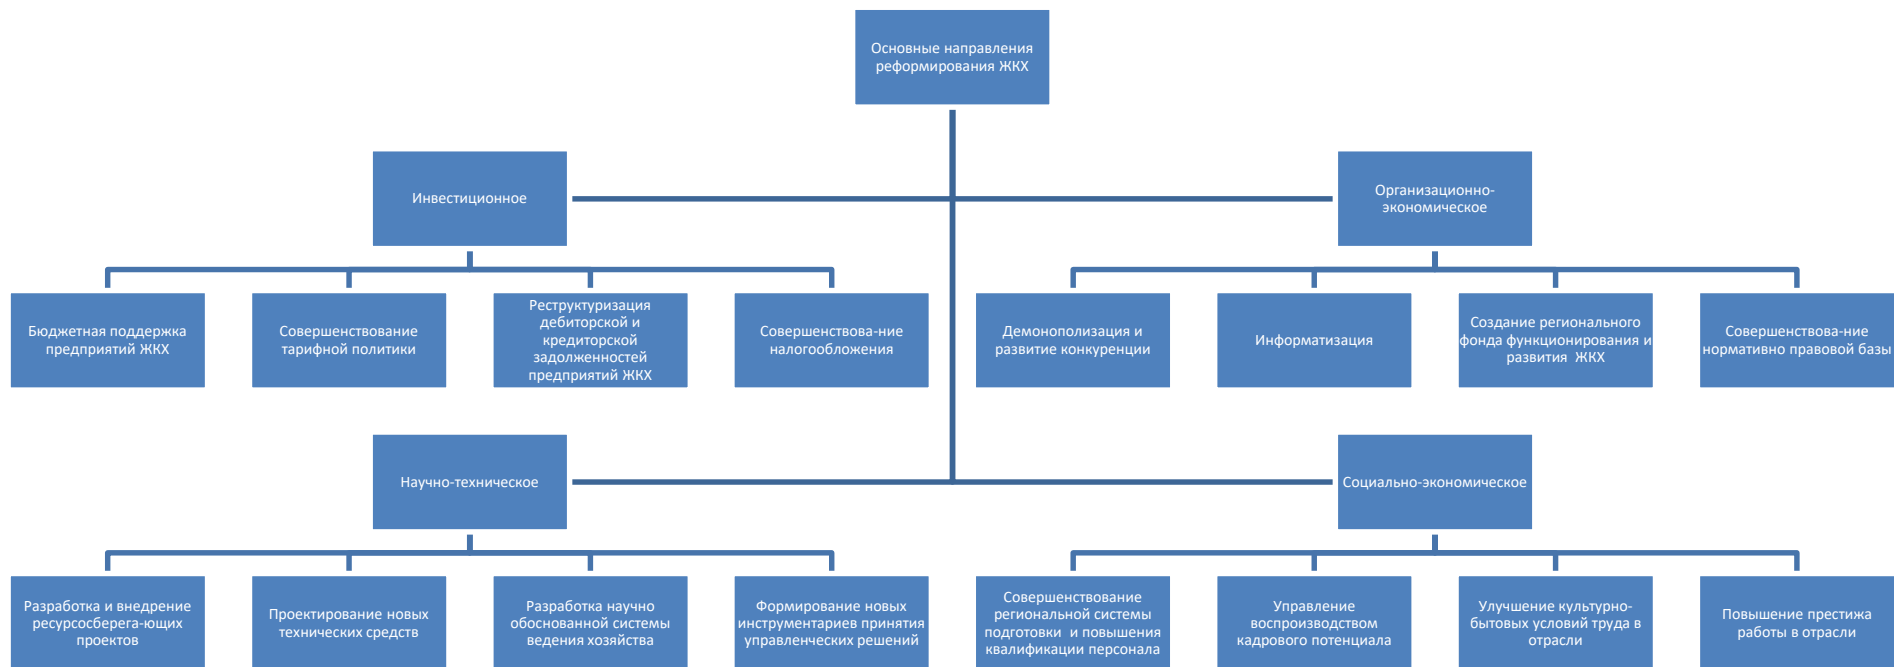 Основные направления
реформирования ЖКХ
Инвестиционное
Организационно-
экономическое
Бюджетная поддержка
предприятий ЖКХ
Совершенствование
тарифной политики
Реструктуризация
дебиторской и
кредиторской
задолженностей
предприятий ЖКХ
Совершенствова-ние
налогообложения
Демонополизация и
развитие конкуренции
Информатизация
Создание регионального
фонда функционирования и
развития ЖКХ
Совершенствова-ние
нормативно правовой базы
Научно-техническое
Социально-экономическое
Разработка и внедрение
ресурсосберега-ющих
проектов
Проектирование новых
технических средств
Разработка научно
обоснованной системы
ведения хозяйства
Формирование новых
инструментариев принятия
управленческих решений
Совершенствование
региональной системы
подготовки и повышения
квалификации персонала
Управление
воспроизводством
кадрового потенциала
Улучшение культурно-
бытовых условий труда в
отрасли
Повышение престижа
работы в отрасли